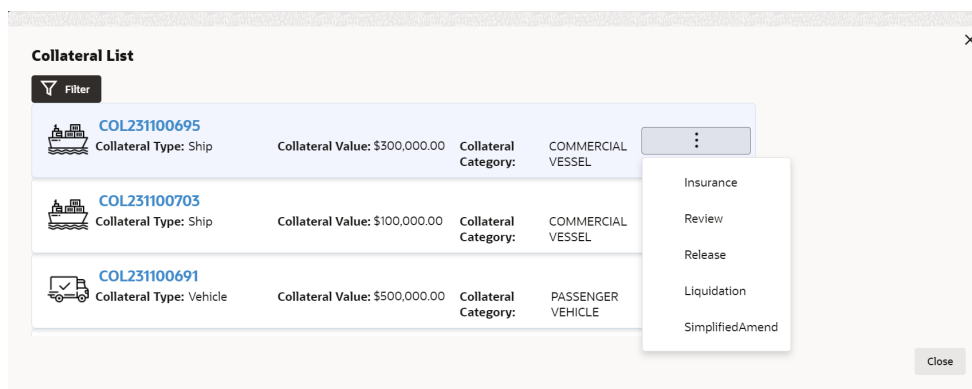 Collateral List
Filter
COL231100695
Collateral Type: Ship Collateral Value: $300,000.00 Collateral Category: COMMERCIAL VESSEL
COL231100703
Collateral Type: Ship Collateral Value: $100,000.00 Collateral Category: COMMERCIAL VESSEL
COL231100691
Collateral Type: Vehicle Collateral Value: $500,000.00 Collateral Category: PASSENGER VEHICLE
Insurance
Review
Release
Liquidation
SimplifiedAmend
Close